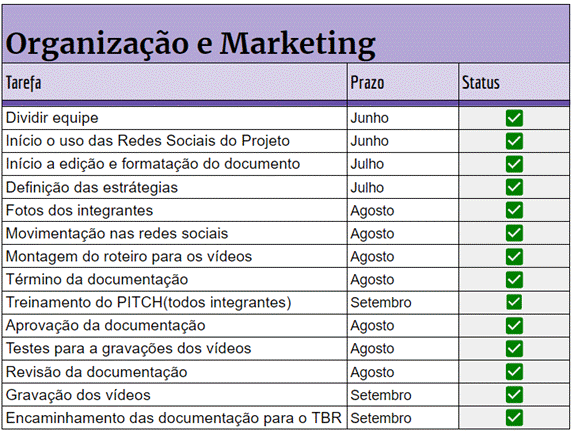 Organização e Marketing
Tarefa Prazo Status
Dividir equipe Junho
Início o uso das Redes Sociais do Projeto Junho
Início a edição e formatação do documento Julho
Definição das estrátegias Julho
Fotos dos integrantes Agosto
Movimentação nas redes sociais Agosto
Montagem do roteiro para os vídeos Agosto
Término da documentação Agosto
Treinamento do PITCH(todos integrantes) Setembro
Aprovação da documentação Agosto
Testes para a gravações dos vídeos Agosto
Revisão da documentação Agosto
Gravação dos vídeos Setembro
Encaminhamento das documentação para o TBR Setembro